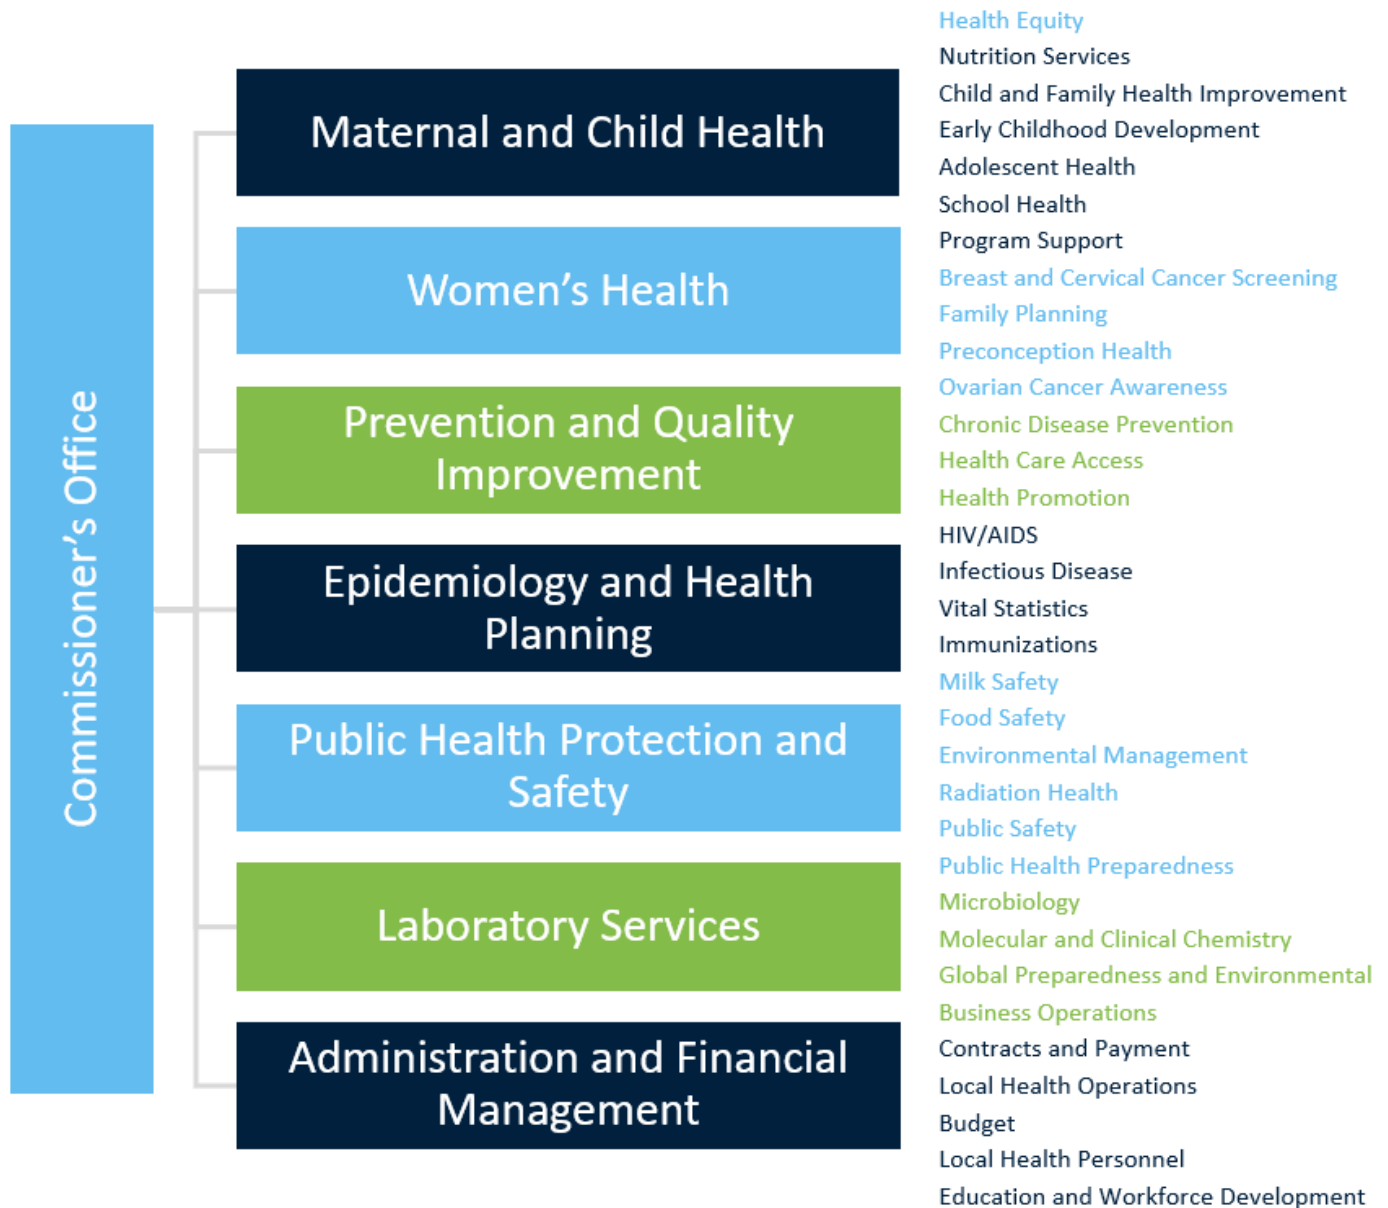 Commissioner's Office
Maternal and Child Health
Women's Health
Prevention and Quality
Improvement
Epidemiology and Health
Planning
Public Health Protection and
Safety
Laboratory Services
Administration and Financial
Management
Health Equity
Nutrition Services
Child and Family Health Improvement
Early Childhood Development
Adolescent Health
School Health
Program Support
Breast and Cervical Cancer Screening
Family Planning
Preconception Health
Ovarian Cancer Awareness
Chronic Disease Prevention
Health Care Access
Health Promotion
HIV/AIDS
Infectious Disease
Vital Statistics
Immunizations
Milk Safety
Food Safety
Environmental Management
Radiation Health
Public Safety
Public Health Preparedness
Microbiology
Molecular and Clinical Chemistry
Global Preparedness and Environmental
Business Operations
Contracts and Payment
Local Health Operations
Budget
Local Health Personnel
Education and Workforce Development